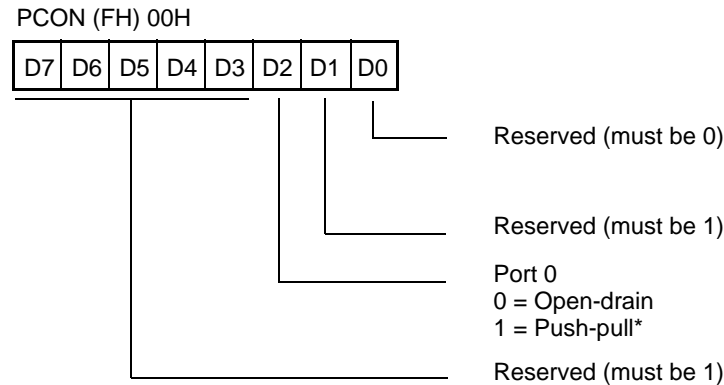 PCON (FH) 00H
D7 D6 D5 D4 D3 D2 D1 D0
Reserved (must be 0)
Reserved (must be 1)
Port 0
0 = Open-drain
1 = Push-pull*
Reserved (must be 1)